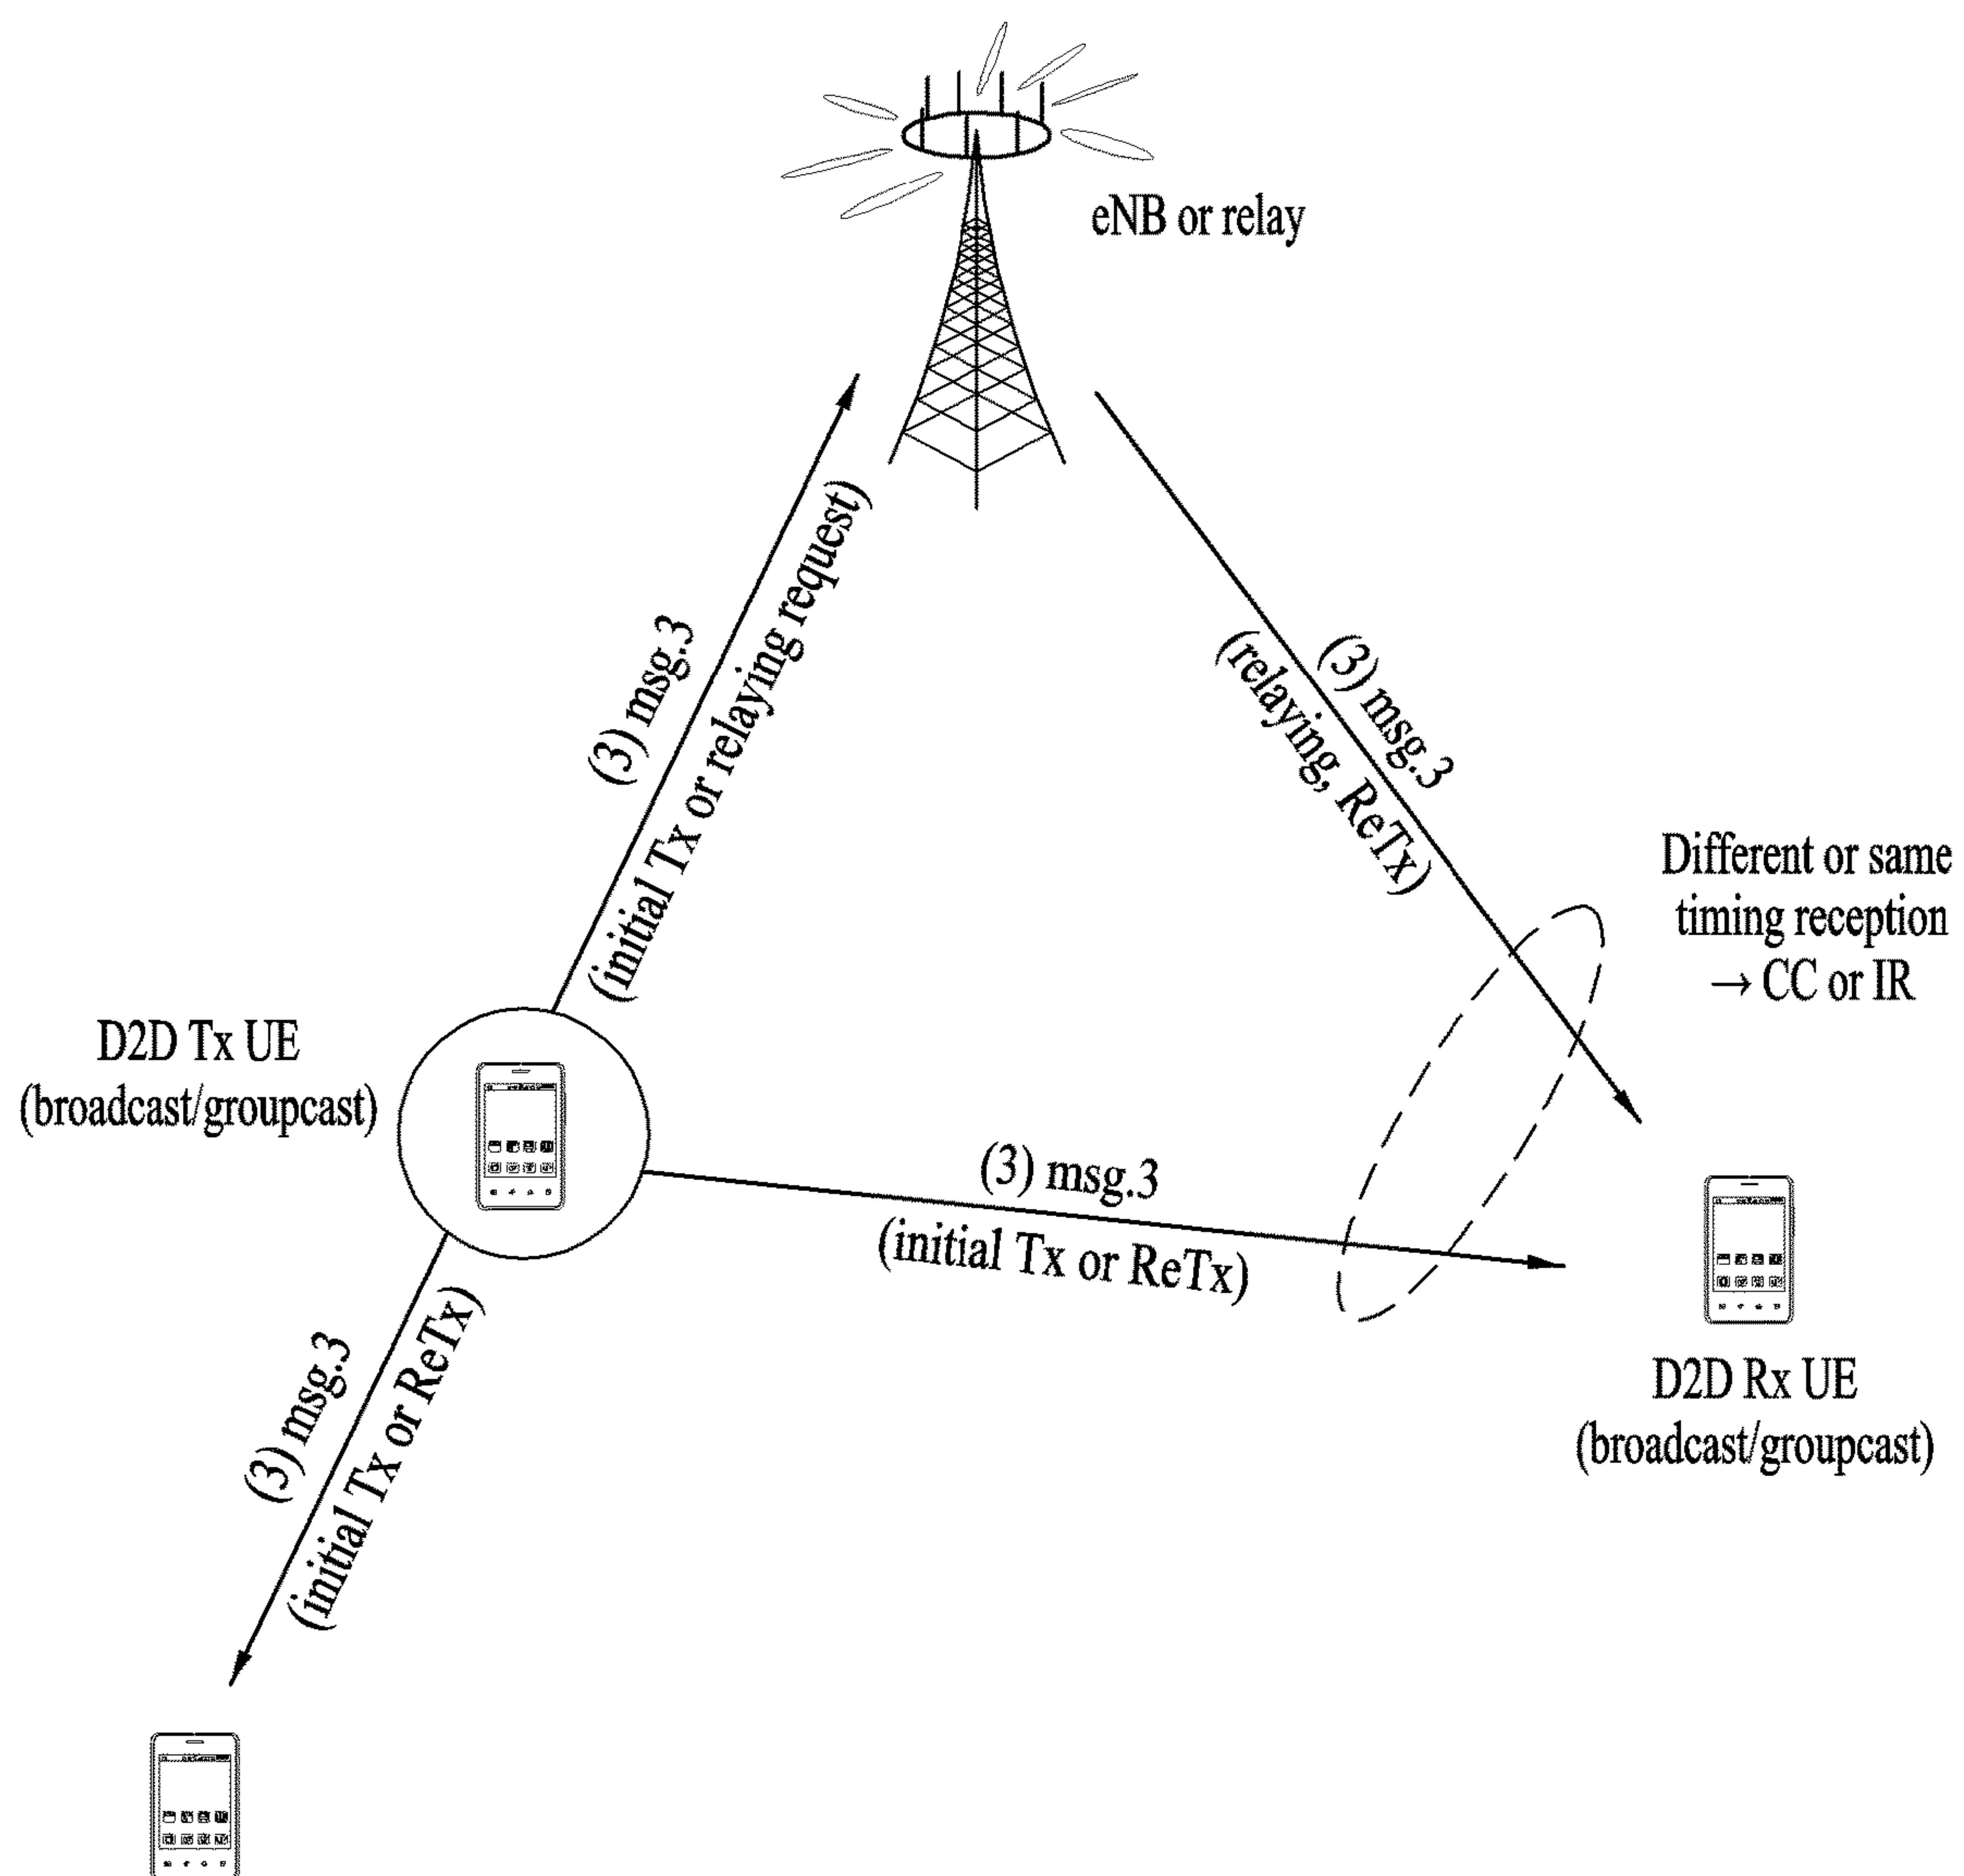 eNB or relay
(3) msg.3
(initial Tx or relaying request)
(3) msg.3
(relaying, ReTx)
Different or same
timing reception
→ CC or IR
D2D Tx UE
(broadcast/groupcast)
(3) msg.3
(initial Tx or ReTx)
D2D Rx UE
(broadcast/groupcast)
(3) msg.3
(initial Tx or ReTx)